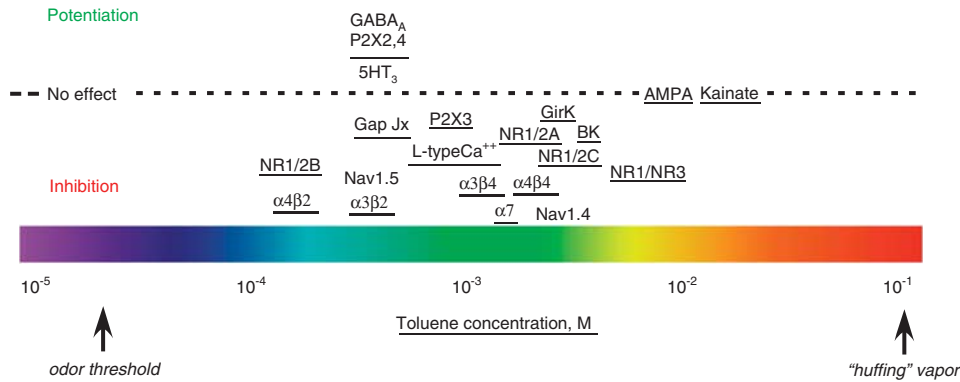 Potentiation
GABA_A
P2X2,4
5HT_3
No effect
AMPA Kainate
Gap Jx
P2X3
GirK
NR1/2A
BK
L-typeCa⁺⁺
NR1/2C
NR1/2B
NR1/NR3
Inhibition
Nav1.5
α3β4
α4β4
α4β2
α3β2
α7
Nav1.4
10⁻⁵ 10⁻⁴ 10⁻³ 10⁻² 10⁻¹
Toluene concentration, M
odor threshold
“huffing” vapor